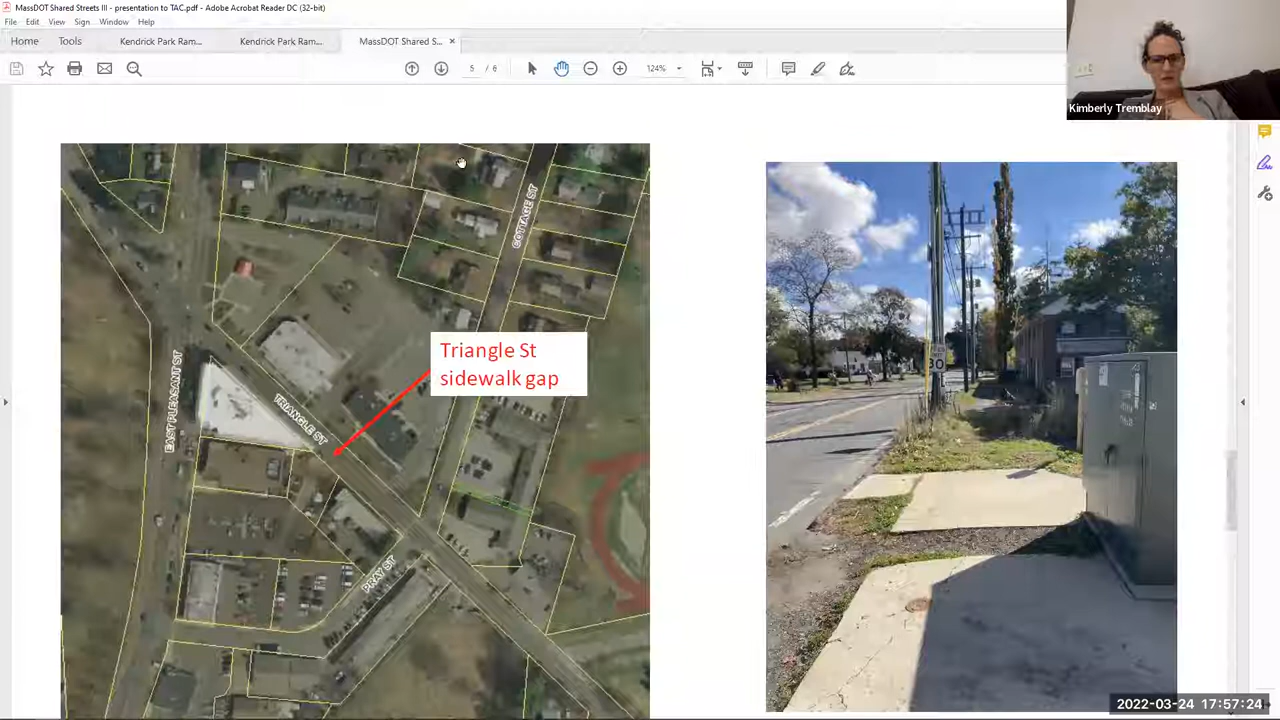 MassDOT Shared Streets III - presentation to TAC.pdf - Adobe Acrobat Reader DC (32-bit)
File Edit View Sign Window Help
Home Tools Kendrick Park Ram... Kendrick Park Ram... MassDOT Shared S... ×
5 / 6 124%
Kimberly Tremblay
COTTAGE ST
Triangle St
sidewalk gap
EAST PLEASANT ST
TRIANGLE ST
PRAY ST
30
2022-03-24 17:57:24